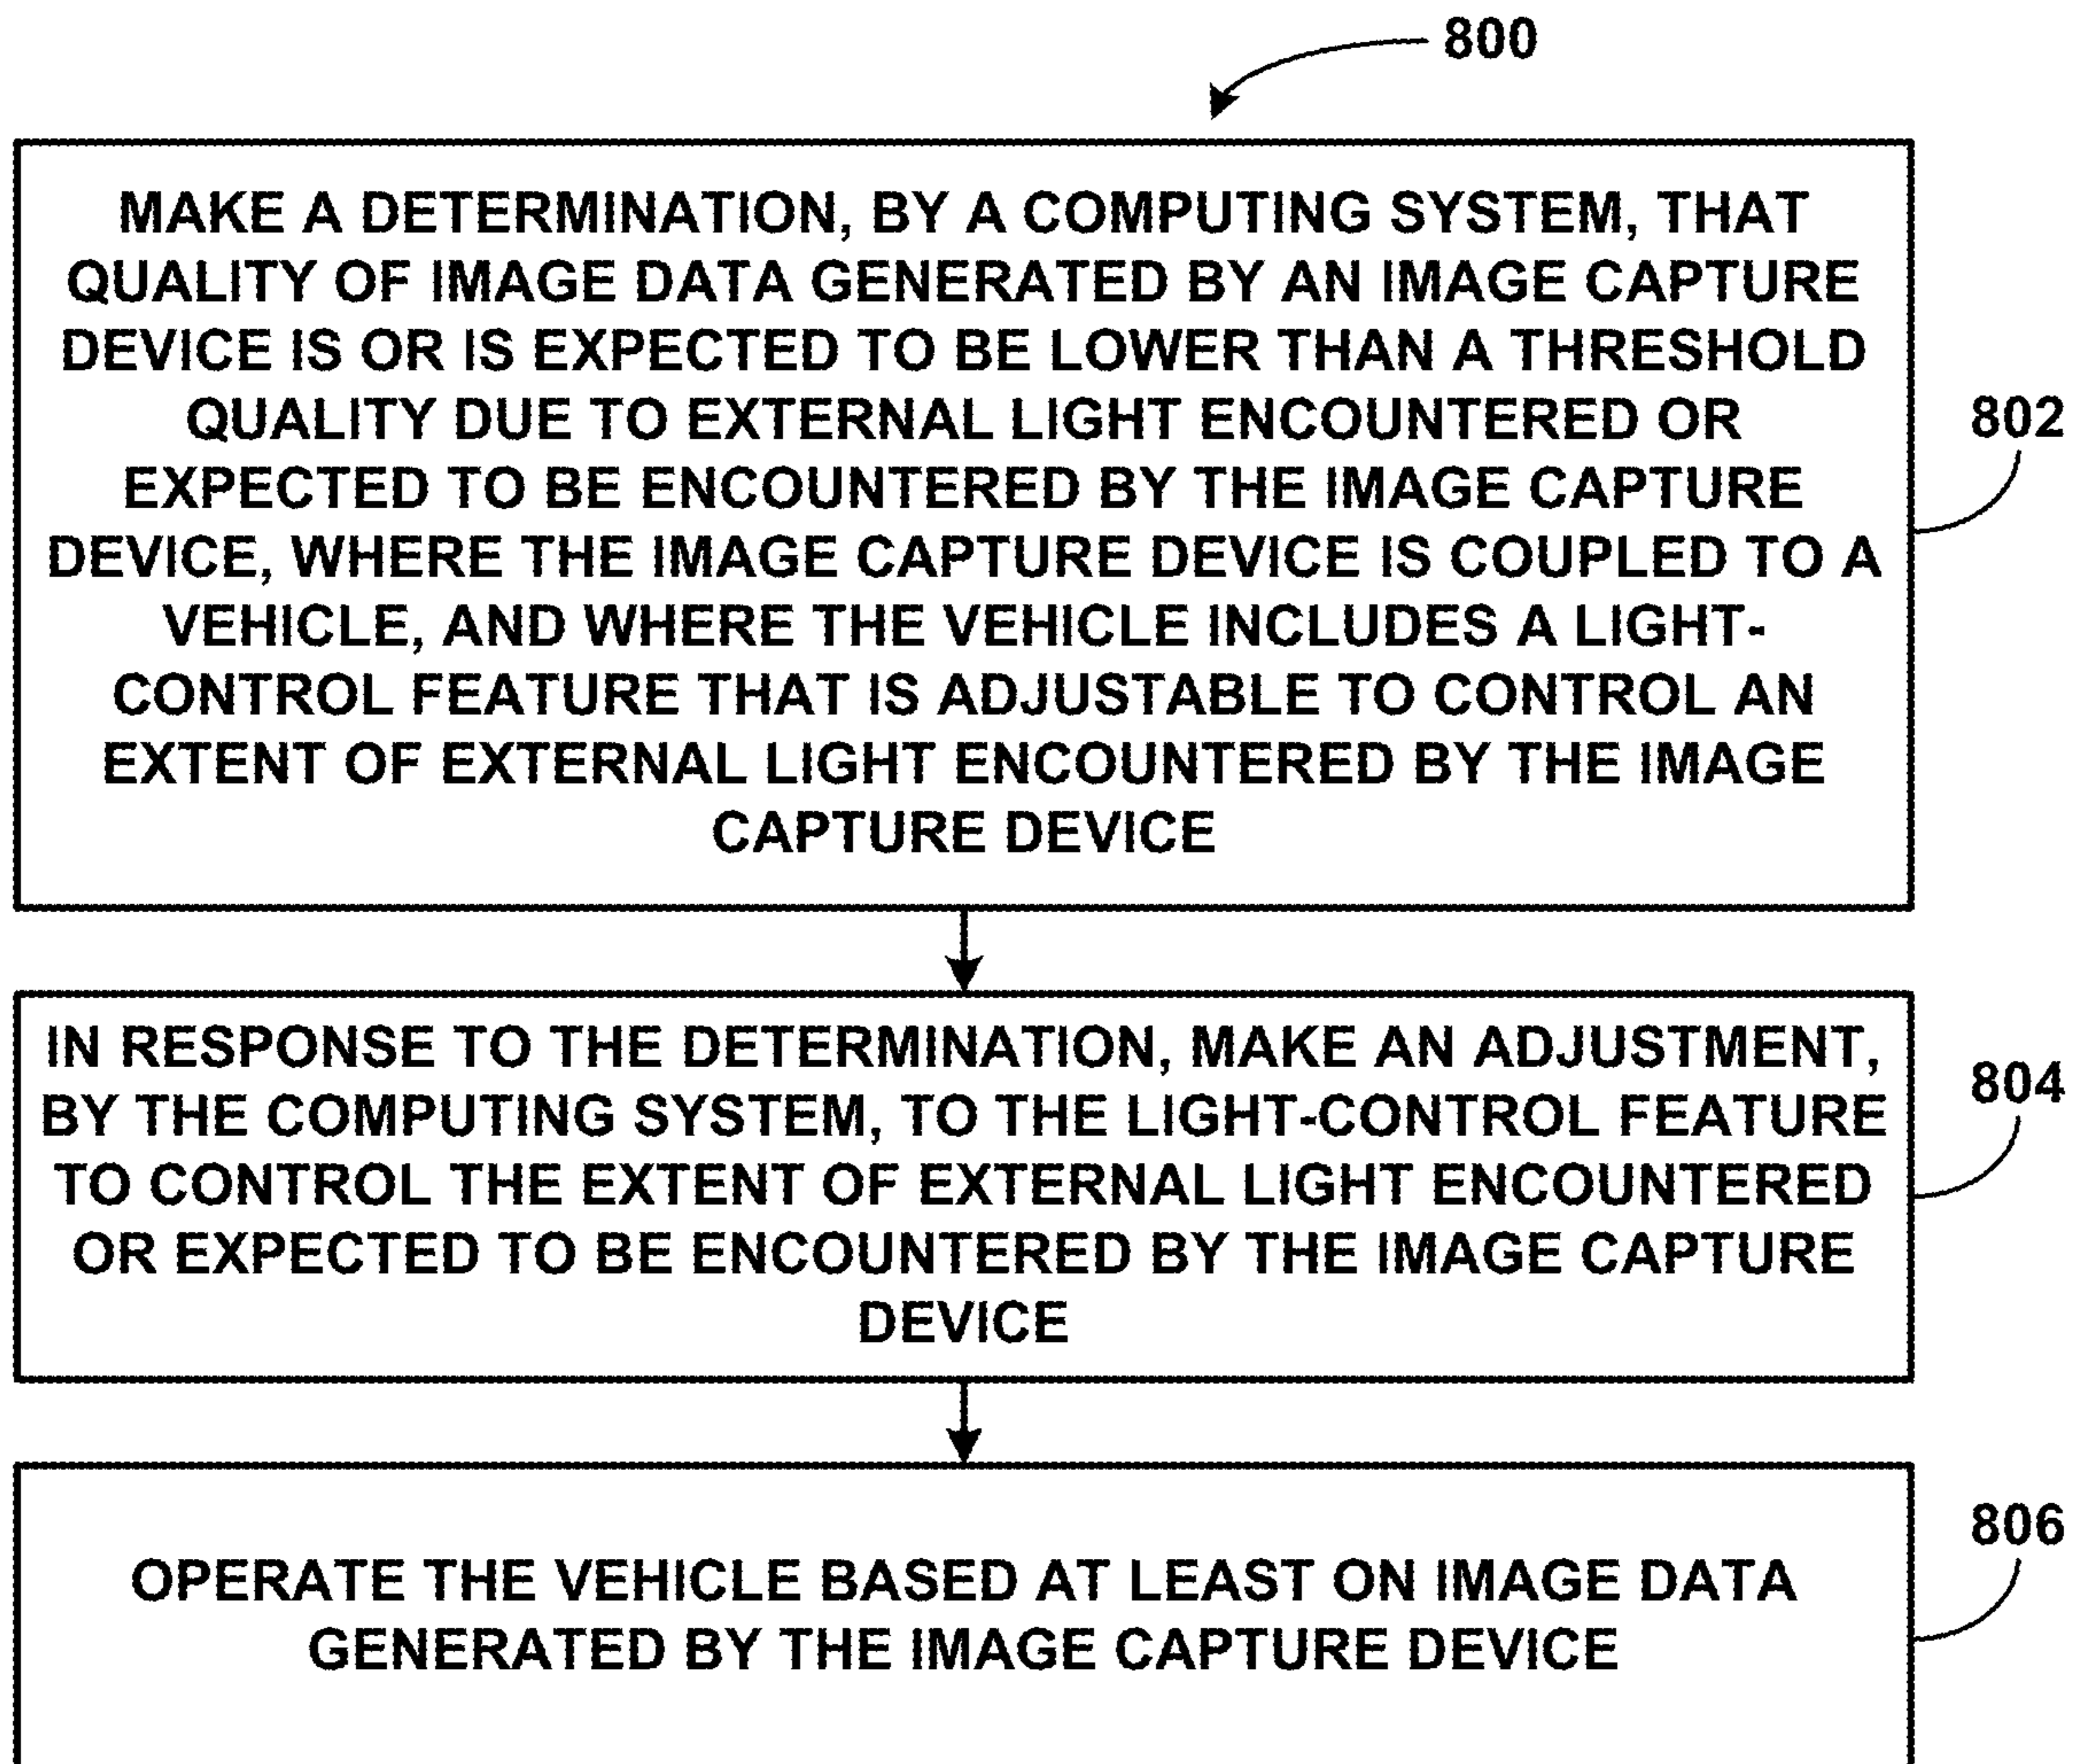 800
MAKE A DETERMINATION, BY A COMPUTING SYSTEM, THAT
QUALITY OF IMAGE DATA GENERATED BY AN IMAGE CAPTURE
DEVICE IS OR IS EXPECTED TO BE LOWER THAN A THRESHOLD
QUALITY DUE TO EXTERNAL LIGHT ENCOUNTERED OR
EXPECTED TO BE ENCOUNTERED BY THE IMAGE CAPTURE
DEVICE, WHERE THE IMAGE CAPTURE DEVICE IS COUPLED TO A
VEHICLE, AND WHERE THE VEHICLE INCLUDES A LIGHT-
CONTROL FEATURE THAT IS ADJUSTABLE TO CONTROL AN
EXTENT OF EXTERNAL LIGHT ENCOUNTERED BY THE IMAGE
CAPTURE DEVICE
802
IN RESPONSE TO THE DETERMINATION, MAKE AN ADJUSTMENT,
BY THE COMPUTING SYSTEM, TO THE LIGHT-CONTROL FEATURE
TO CONTROL THE EXTENT OF EXTERNAL LIGHT ENCOUNTERED
OR EXPECTED TO BE ENCOUNTERED BY THE IMAGE CAPTURE
DEVICE
804
OPERATE THE VEHICLE BASED AT LEAST ON IMAGE DATA
GENERATED BY THE IMAGE CAPTURE DEVICE
806